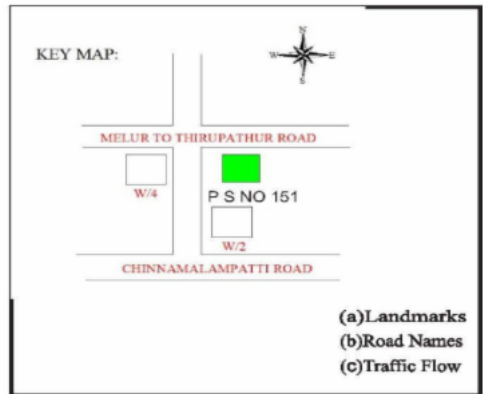 N
KEY MAP:
W E
S
MELUR TO THIRUPATHUR ROAD
W/4
P S NO 151
W/2
CHINNAMALAMPATTI ROAD
(a)Landmarks
(b)Road Names
(c)Traffic Flow